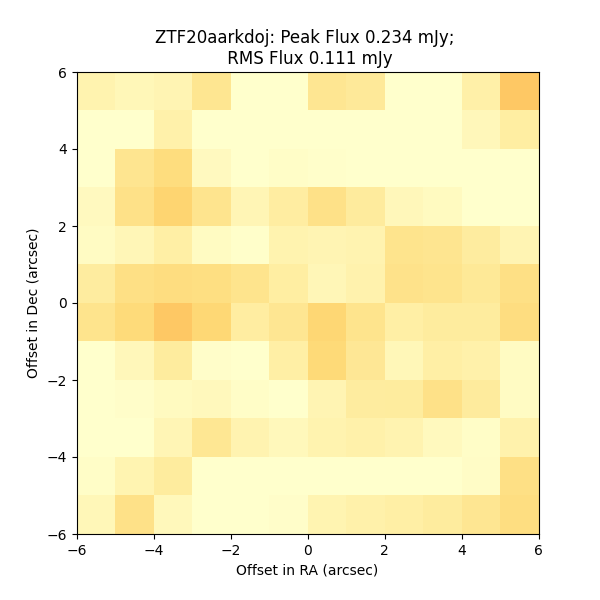 ZTF20aarkdoj: Peak Flux 0.234 mJy;
RMS Flux 0.111 mJy
6
4
2
0
−2
−4
−6
Offset in Dec (arcsec)
−6 −4 −2 0 2 4 6
Offset in RA (arcsec)